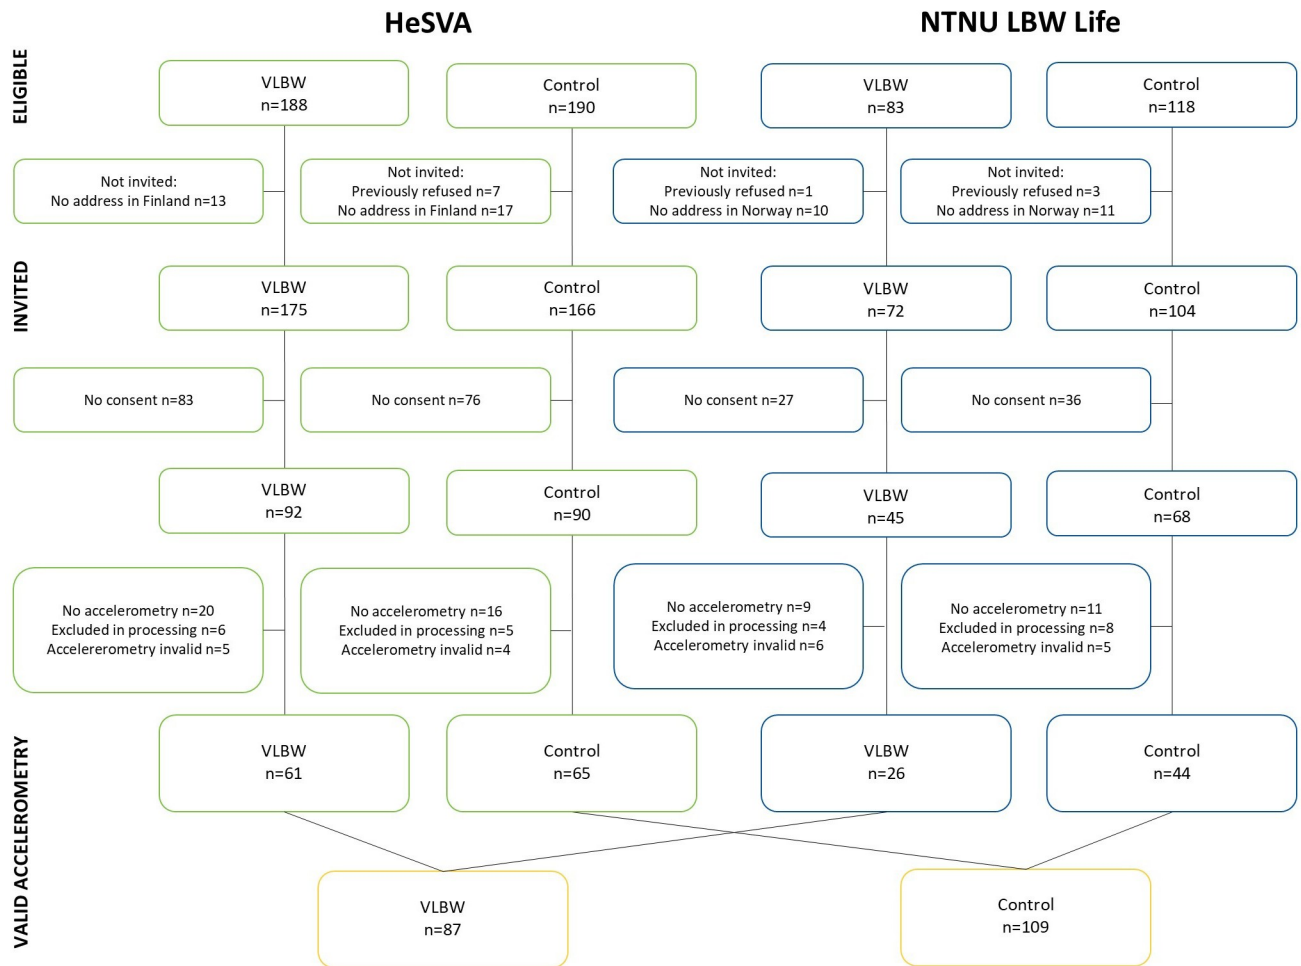 HeSVA
NTNU LBW Life
ELIGIBLE
VLBW
n=188
Control
n=190
VLBW
n=83
Control
n=118
Not invited:
No address in Finland n=13
Not invited:
Previously refused n=7
No address in Finland n=17
Not invited:
Previously refused n=1
No address in Norway n=10
Not invited:
Previously refused n=3
No address in Norway n=11
INVITED
VLBW
n=175
Control
n=166
VLBW
n=72
Control
n=104
No consent n=83
No consent n=76
No consent n=27
No consent n=36
VLBW
n=92
Control
n=90
VLBW
n=45
Control
n=68
No accelerometry n=20
Excluded in processing n=6
Accelererometry invalid n=5
No accelerometry n=16
Excluded in processing n=5
Accelerometry invalid n=4
No accelerometry n=9
Excluded in processing n=4
Accelerometry invalid n=6
No accelerometry n=11
Excluded in processing n=8
Accelerometry invalid n=5
VALID ACCELEROMETRY
VLBW
n=61
Control
n=65
VLBW
n=26
Control
n=44
VLBW
n=87
Control
n=109